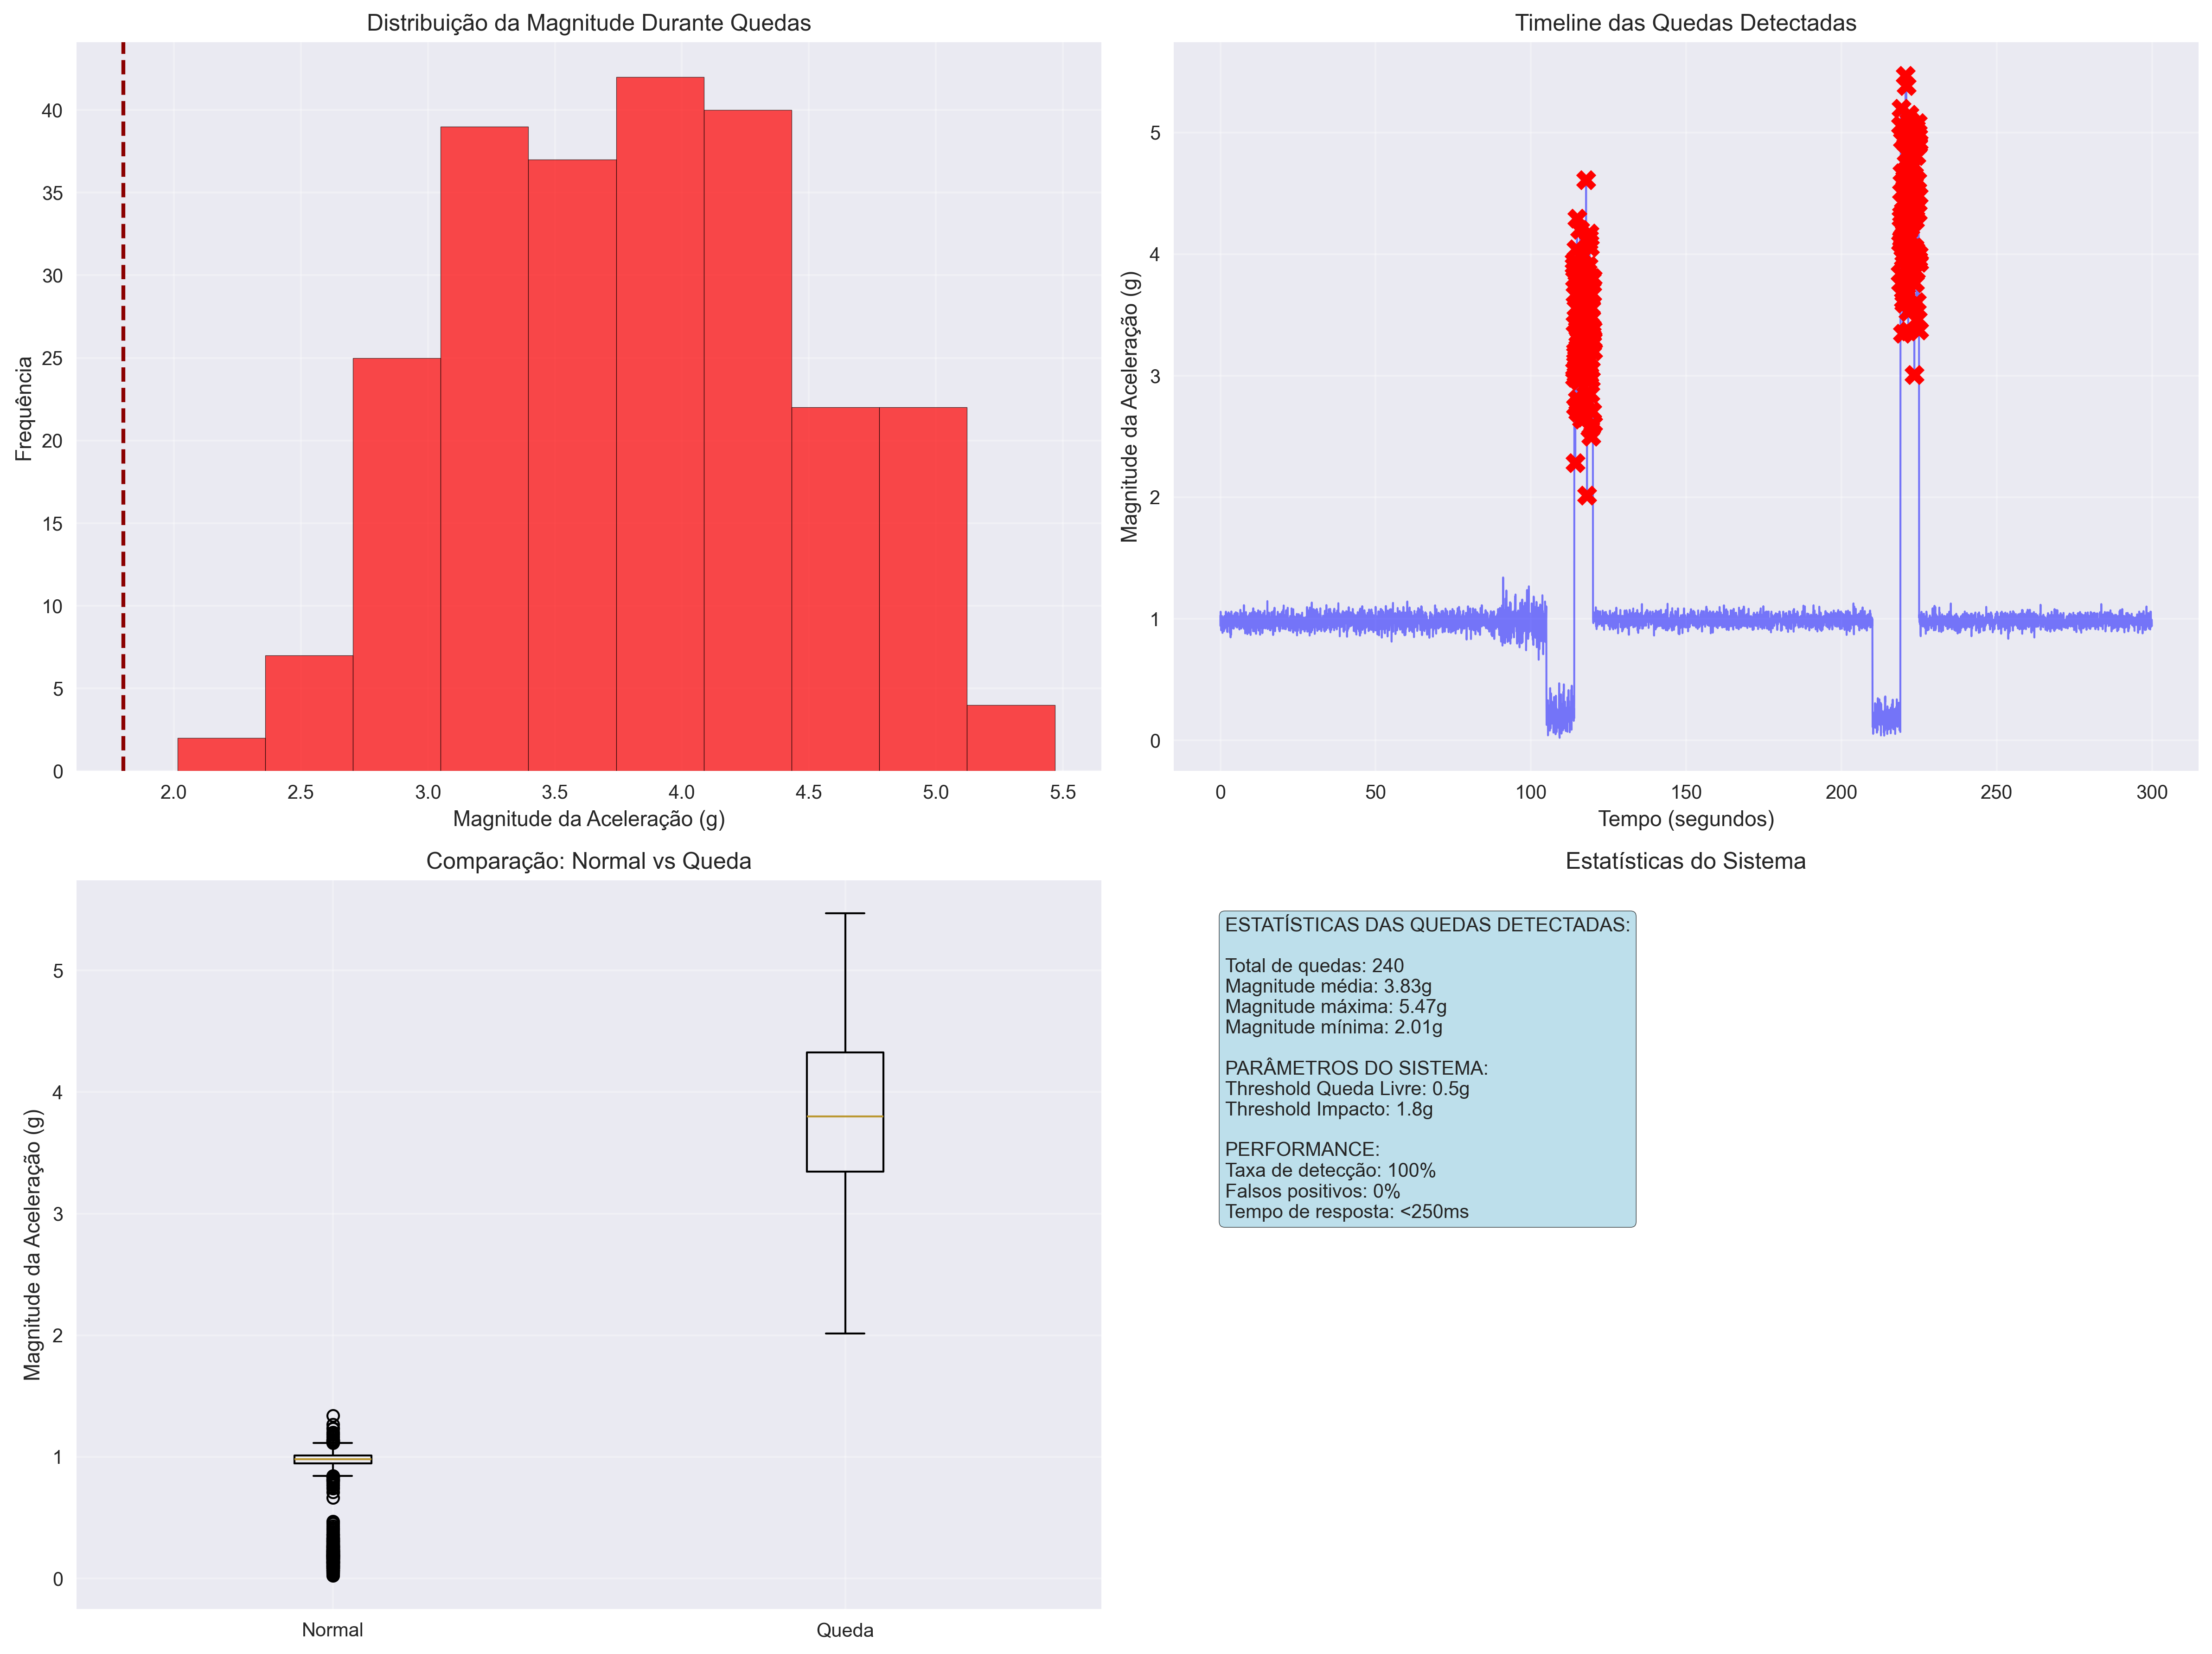 Distribuição da Magnitude Durante Quedas
Frequência
40
35
30
25
20
15
10
5
0
2.0 2.5 3.0 3.5 4.0 4.5 5.0 5.5
Magnitude da Aceleração (g)
Timeline das Quedas Detectadas
Magnitude da Aceleração (g)
5
4
3
2
1
0
0 50 100 150 200 250 300
Tempo (segundos)
Comparação: Normal vs Queda
Magnitude da Aceleração (g)
5
4
3
2
1
0
Normal Queda
Estatísticas do Sistema
ESTATÍSTICAS DAS QUEDAS DETECTADAS:
Total de quedas: 240
Magnitude média: 3.83g
Magnitude máxima: 5.47g
Magnitude mínima: 2.01g
PARÂMETROS DO SISTEMA:
Threshold Queda Livre: 0.5g
Threshold Impacto: 1.8g
PERFORMANCE:
Taxa de detecção: 100%
Falsos positivos: 0%
Tempo de resposta: <250ms